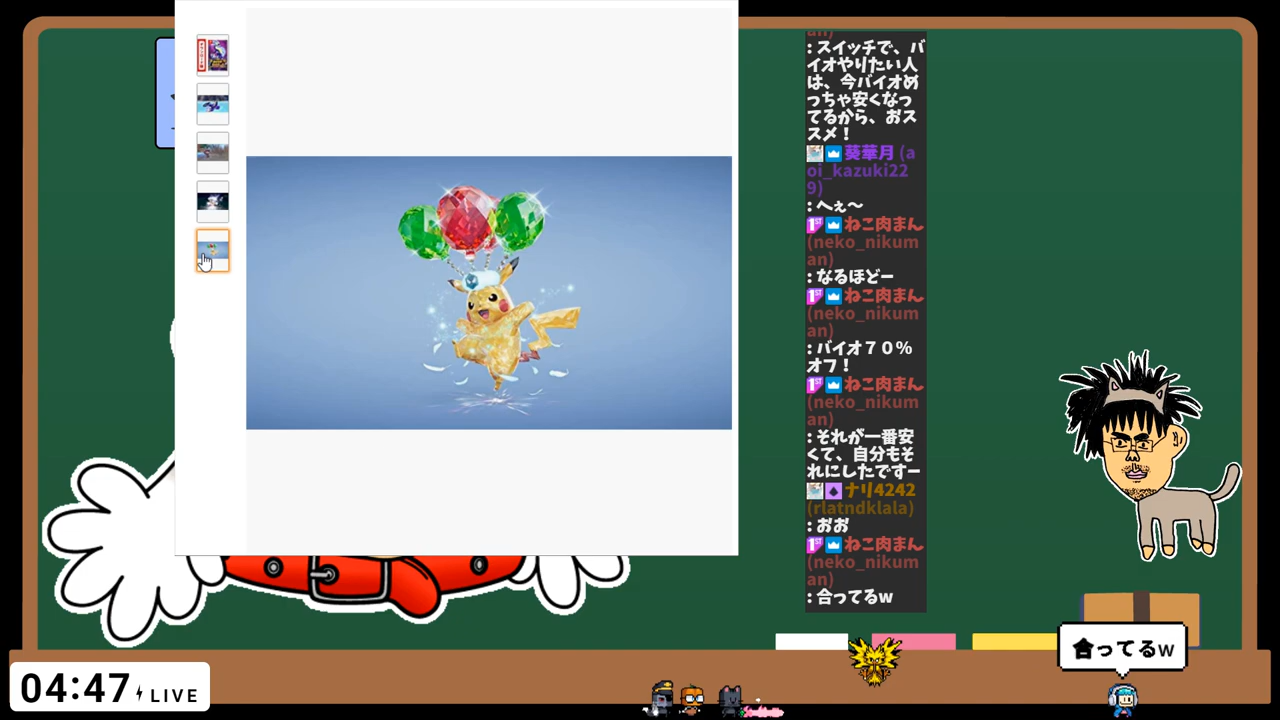 an)
: スイッチで、バ
イオやりたい人
は、今バイオめ
っちゃ安くなっ
てるから、おス
スメ！
葵華月 (a
oi_kazuki22
9)
: へぇ〜
1ST ねこ肉まん
(neko_nikum
an)
: なるほどー
1ST ねこ肉まん
(neko_nikum
an)
: バイオ７０％
オフ！
1ST ねこ肉まん
(neko_nikum
an)
: それが一番安
くて、自分もそ
れにしたですー
ナリ4242
(rlatndklala)
: おお
1ST ねこ肉まん
(neko_nikum
an)
: 合ってるw
合ってるw
04:47 LIVE